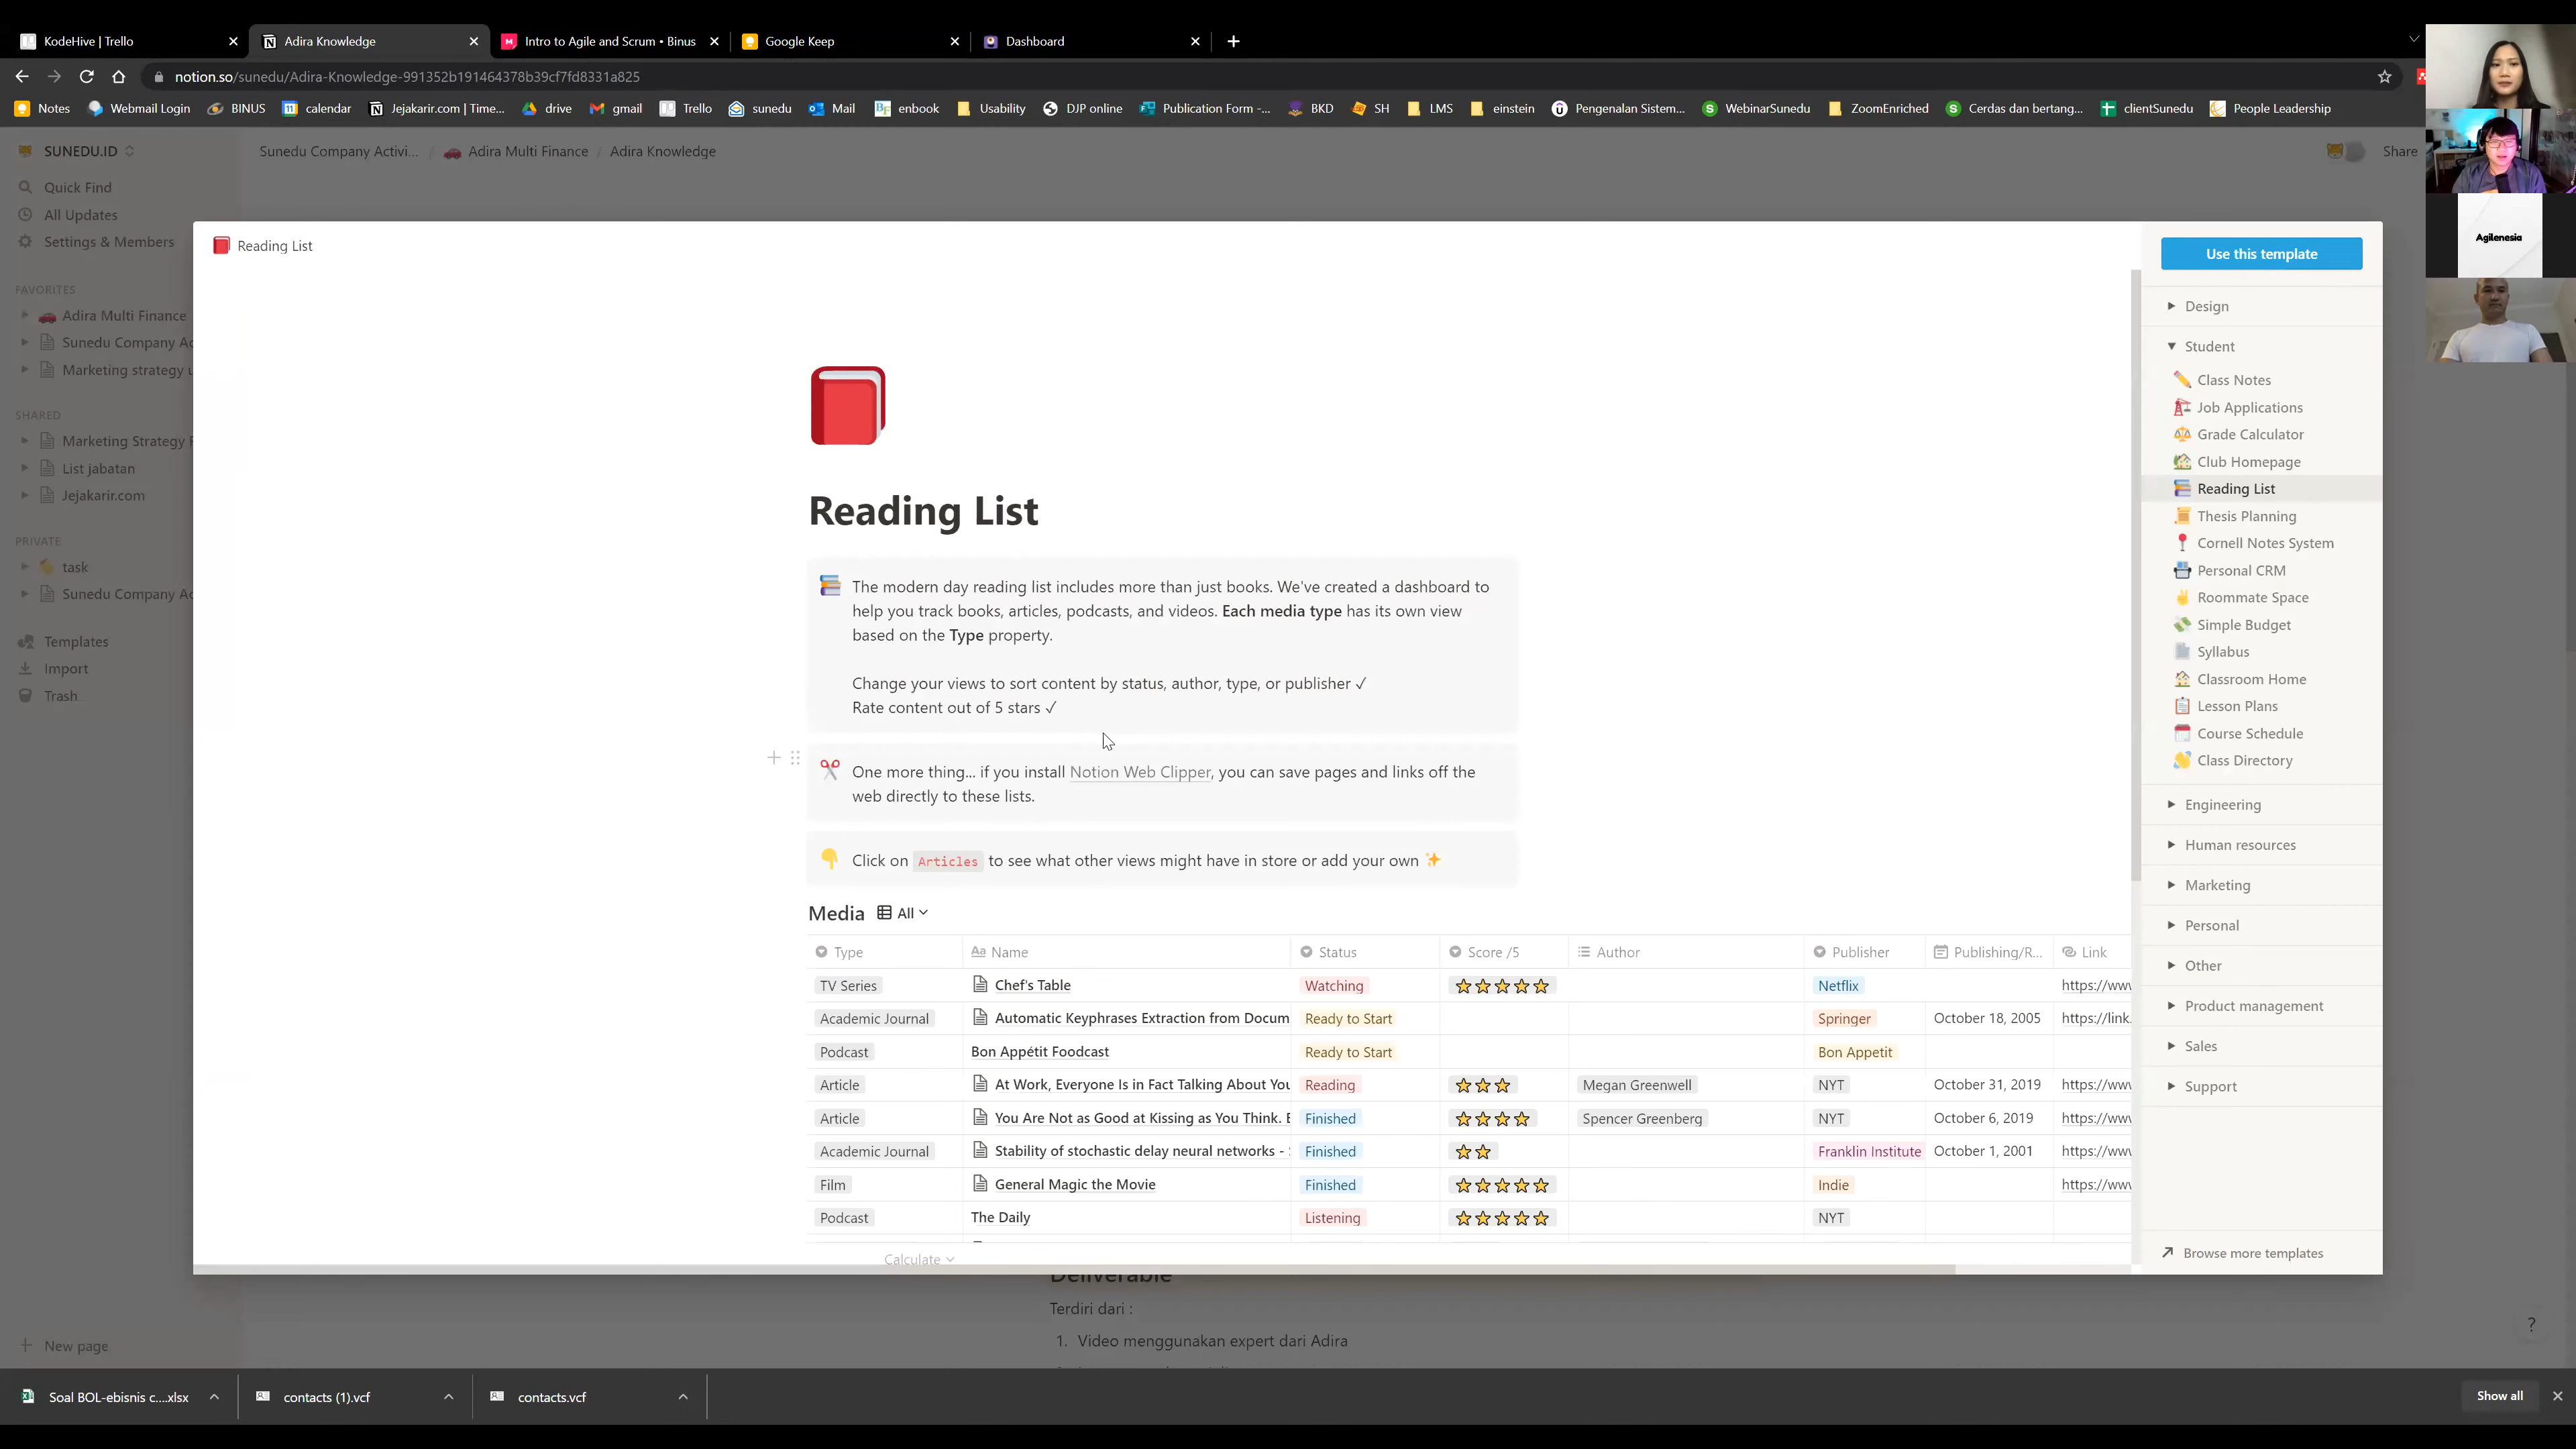 KodeHive | Trello
Adira Knowledge
Intro to Agile and Scrum • Binus
Google Keep
Dashboard
notion.so/sunedu/Adira-Knowledge-991352b191464378b39cf7fd8331a825
Notes Webmail Login BINUS calendar Jejakarir.com | Time... drive gmail Trello sunedu Mail enbook Usability DJP online Publication Form -... BKD SH LMS einstein Pengenalan Sistem... WebinarSunedu ZoomEnriched Cerdas dan bertang... clientSunedu People Leadership
SUNEDU.ID
Sunedu Company Activi... / Adira Multi Finance / Adira Knowledge
Share
Quick Find
All Updates
Settings & Members
FAVORITES
Adira Multi Finance
Sunedu Company Ac
Marketing strategy u
SHARED
Marketing Strategy
List jabatan
Jejakarir.com
PRIVATE
task
Sunedu Company Ac
Templates
Import
Trash
New page
Reading List
Reading List
The modern day reading list includes more than just books. We've created a dashboard to
help you track books, articles, podcasts, and videos. Each media type has its own view
based on the Type property.
Change your views to sort content by status, author, type, or publisher ✓
Rate content out of 5 stars ✓
One more thing... if you install Notion Web Clipper, you can save pages and links off the
web directly to these lists.
Click on Articles to see what other views might have in store or add your own
Media All
Type Name Status Score /5 Author Publisher Publishing/R... Link
TV Series Chef's Table Watching ⭐⭐⭐⭐⭐ Netflix https://www
Academic Journal Automatic Keyphrases Extraction from Docum Ready to Start Springer October 18, 2005 https://link.
Podcast Bon Appétit Foodcast Ready to Start Bon Appetit
Article At Work, Everyone Is in Fact Talking About You Reading ⭐⭐⭐ Megan Greenwell NYT October 31, 2019 https://www
Article You Are Not as Good at Kissing as You Think. E Finished ⭐⭐⭐⭐ Spencer Greenberg NYT October 6, 2019 https://www
Academic Journal Stability of stochastic delay neural networks - Finished ⭐⭐ Franklin Institute October 1, 2001 https://www
Film General Magic the Movie Finished ⭐⭐⭐⭐⭐ Indie https://www
Podcast The Daily Listening ⭐⭐⭐⭐⭐ NYT
Calculate
Use this template
Design
Student
Class Notes
Job Applications
Grade Calculator
Club Homepage
Reading List
Thesis Planning
Cornell Notes System
Personal CRM
Roommate Space
Simple Budget
Syllabus
Classroom Home
Lesson Plans
Course Schedule
Class Directory
Engineering
Human resources
Marketing
Personal
Other
Product management
Sales
Support
Browse more templates
Agilenesia
Deliverable
Terdiri dari :
1. Video menggunakan expert dari Adira
?
Soal BOL-ebisnis c....xlsx
contacts (1).vcf
contacts.vcf
Show all